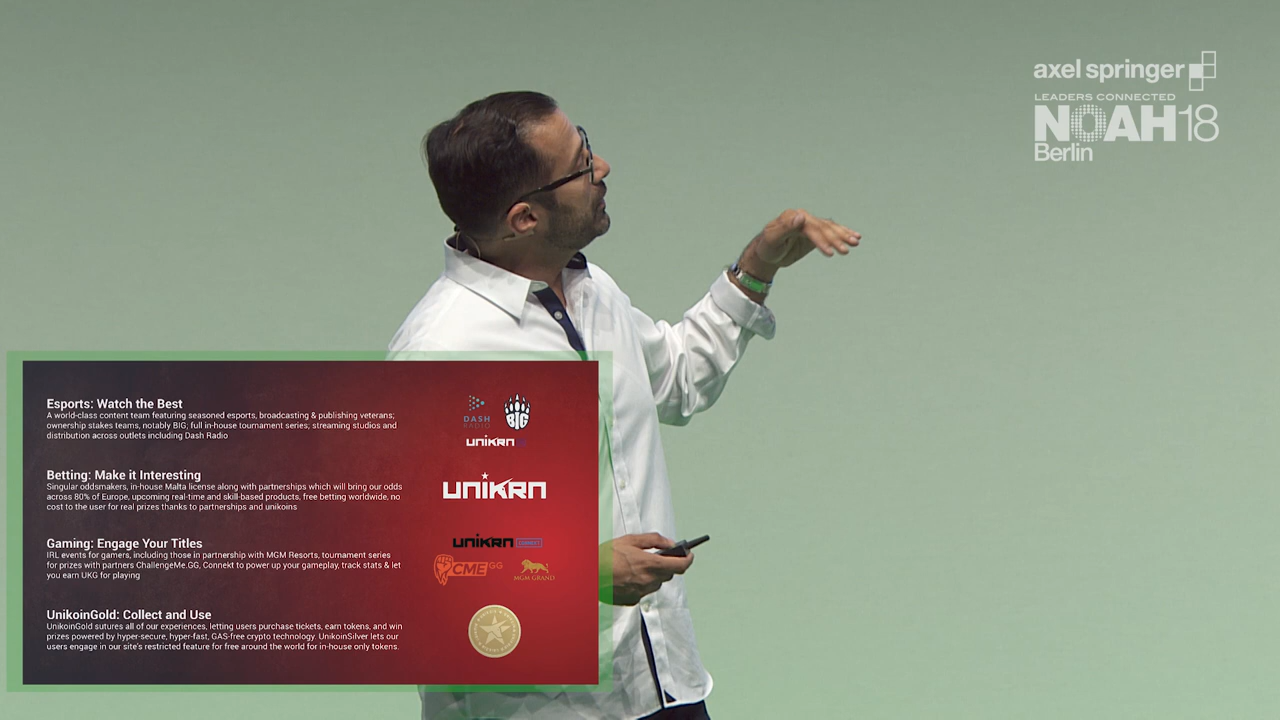 axel springer
LEADERS CONNECTED
NOAH18
Berlin
Esports: Watch the Best
A world-class content team featuring seasoned esports, broadcasting & publishing veterans;
ownership stakes teams, notably BIG; full in-house tournament series; streaming studios and
distribution across outlets including Dash Radio
DASH
RADIO
BIG
UNIKRN
Betting: Make it Interesting
Singular oddsmakers, in-house Malta license along with partnerships which will bring our odds
across 80% of Europe, upcoming real-time and skill-based products, free betting worldwide, no
cost to the user for real prizes thanks to partnerships and unikoins
UNIKRN
Gaming: Engage Your Titles
IRL events for gamers, including those in partnership with MGM Resorts, tournament series
for prizes with partners ChallengeMe.GG, Connekt to power up your gameplay, track stats & let
you earn UKG for playing
UNIKRN CONNEKT
CME GG
MGM GRAND
UnikoinGold: Collect and Use
UnikoinGold sutures all of our experiences, letting users purchase tickets, earn tokens, and win
prizes powered by hyper-secure, hyper-fast, GAS-free crypto technology. UnikoinSilver lets our
users engage in our site's restricted feature for free around the world for in-house only tokens.